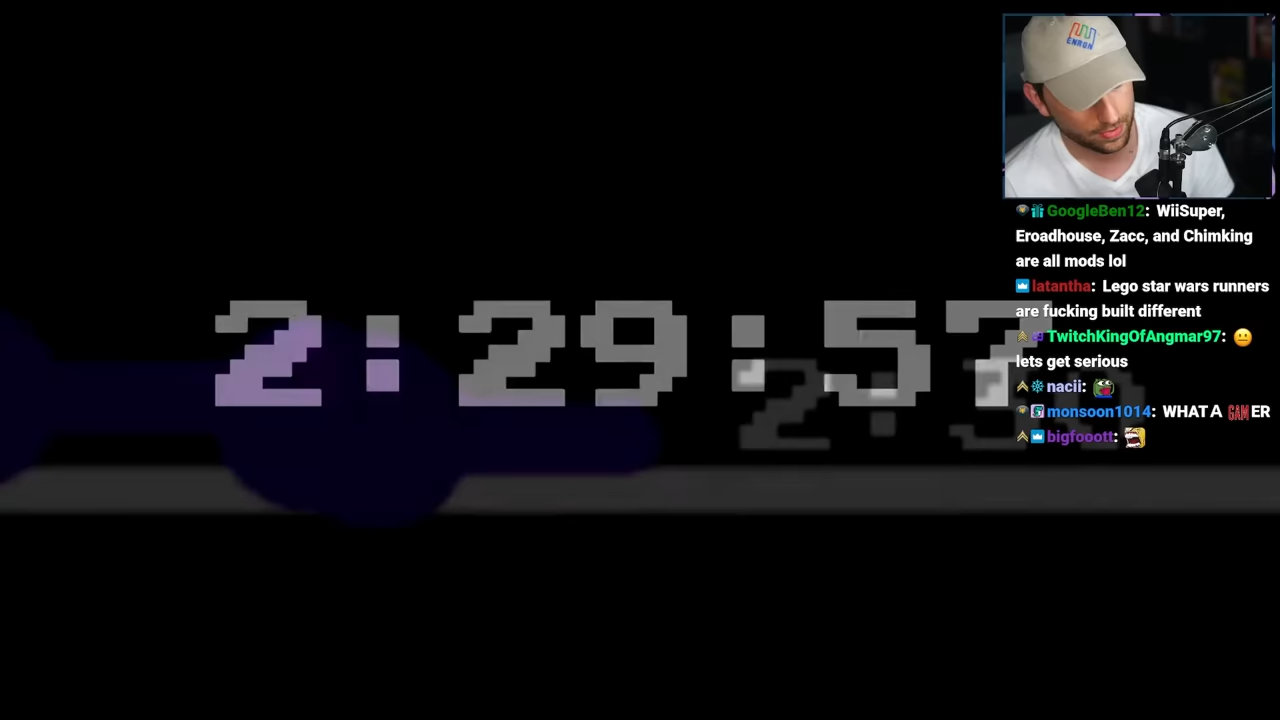 ENRON
GoogleBen12: WiiSuper,
Eroadhouse, Zacc, and Chimking
are all mods lol
latantha: Lego star wars runners
are fucking built different
TwitchKingOfAngmar97: 😐
lets get serious
nacii:
monsoon1014: WHAT A GAMER
bigfooott:
2:29:57